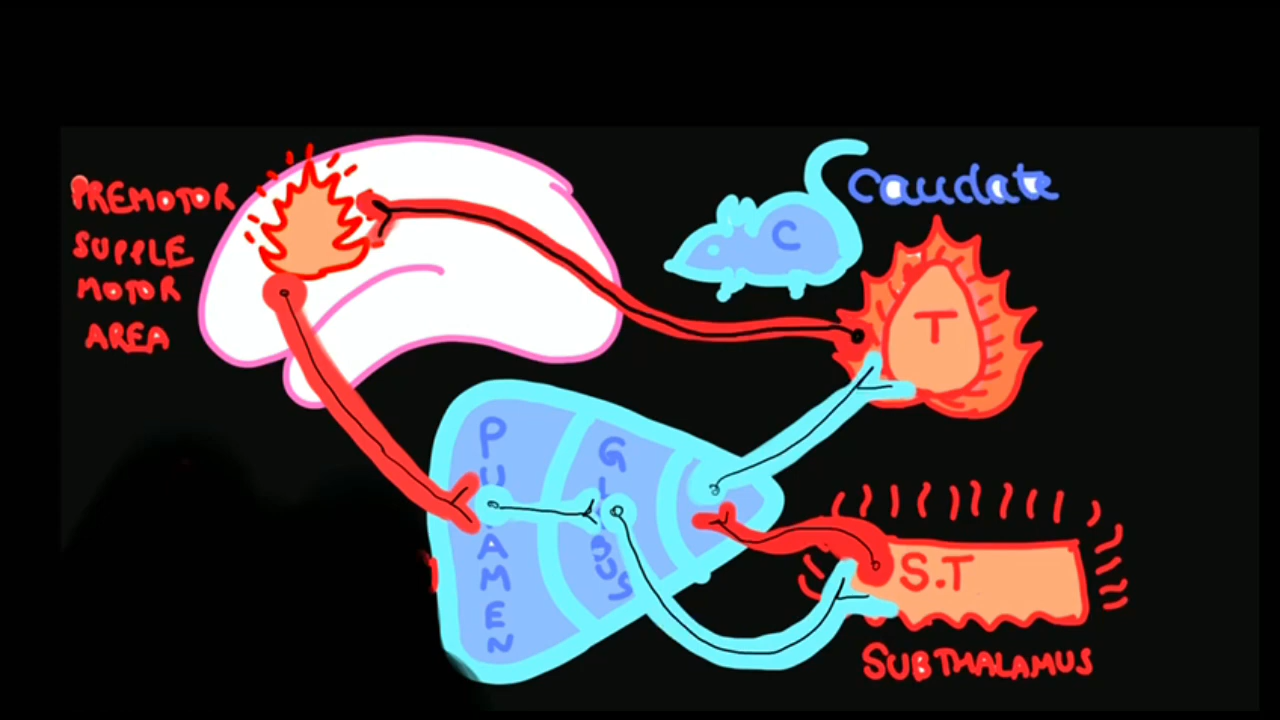 PREMOTOR
SUPPLE
MOTOR
AREA
Caudate
C
T
PUTAMEN
GLOBUS
S.T
SUBTHALAMUS